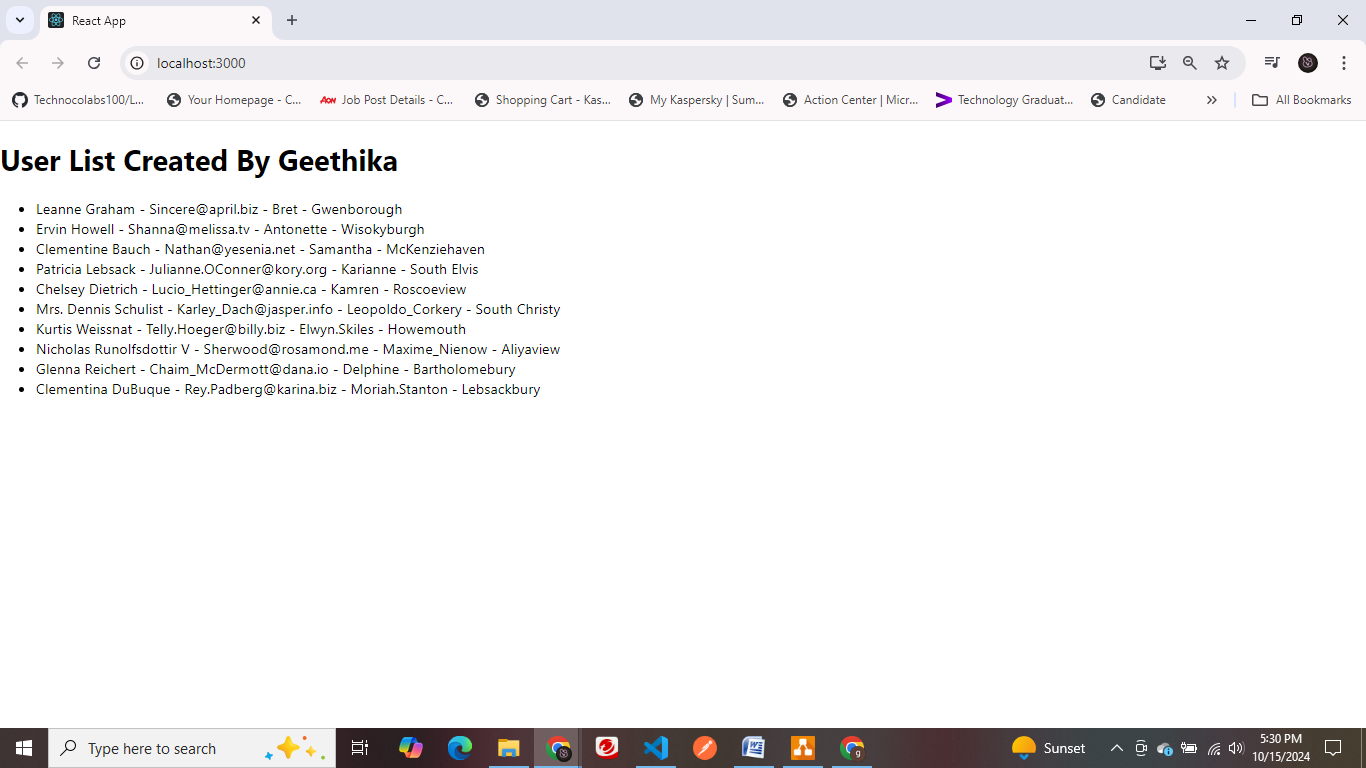 React App
localhost:3000
Technocolabs100/L...
Your Homepage - C...
AON
Job Post Details - C...
Shopping Cart - Kas...
My Kaspersky | Sum...
Action Center | Micr...
Technology Graduat...
Candidate
All Bookmarks
User List Created By Geethika
• Leanne Graham - Sincere@april.biz - Bret - Gwenborough
• Ervin Howell - Shanna@melissa.tv - Antonette - Wisokyburgh
• Clementine Bauch - Nathan@yesenia.net - Samantha - McKenziehaven
• Patricia Lebsack - Julianne.OConner@kory.org - Karianne - South Elvis
• Chelsey Dietrich - Lucio_Hettinger@annie.ca - Kamren - Roscoeview
• Mrs. Dennis Schulist - Karley_Dach@jasper.info - Leopoldo_Corkery - South Christy
• Kurtis Weissnat - Telly.Hoeger@billy.biz - Elwyn.Skiles - Howemouth
• Nicholas Runolfsdottir V - Sherwood@rosamond.me - Maxime_Nienow - Aliyaview
• Glenna Reichert - Chaim_McDermott@dana.io - Delphine - Bartholomebury
• Clementina DuBuque - Rey.Padberg@karina.biz - Moriah.Stanton - Lebsackbury
Type here to search
W
g
Sunset
5:30 PM
10/15/2024